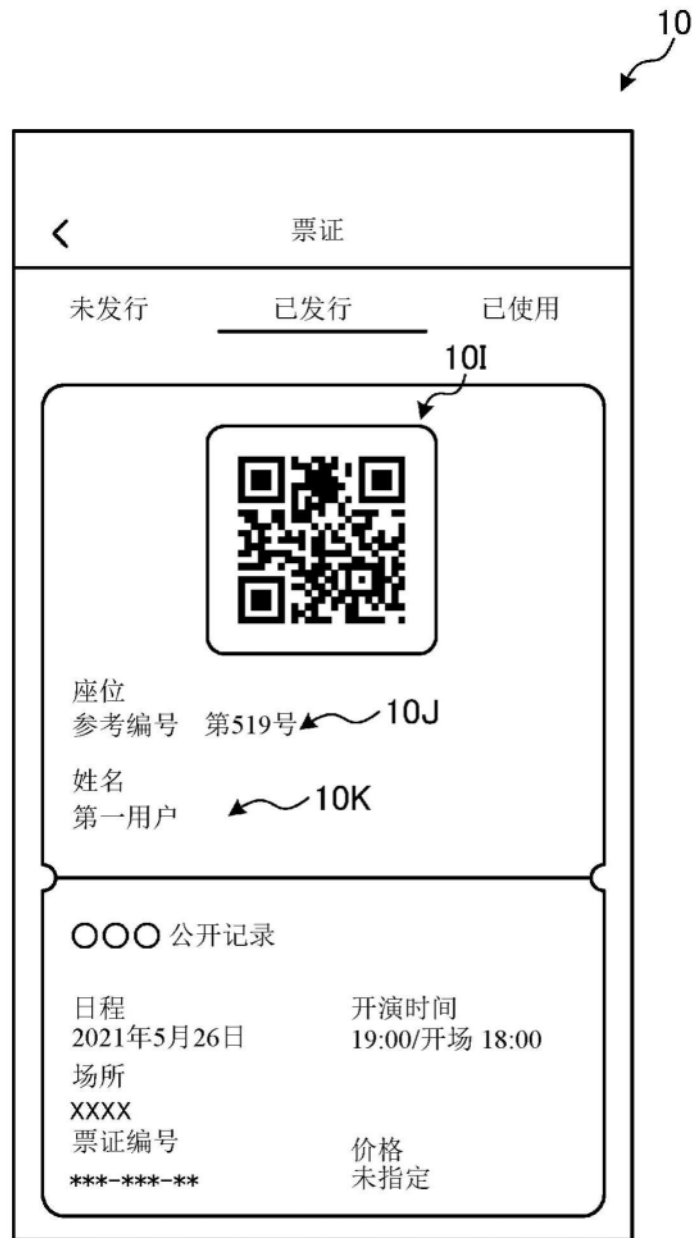 10
<
票证
未发行 已发行 已使用
10I
座位
参考编号 第519号 10J
姓名
第一用户 10K
○○○ 公开记录
日程 开演时间
2021年5月26日 19:00/开场 18:00
场所
XXXX
票证编号 价格
***-***-** 未指定